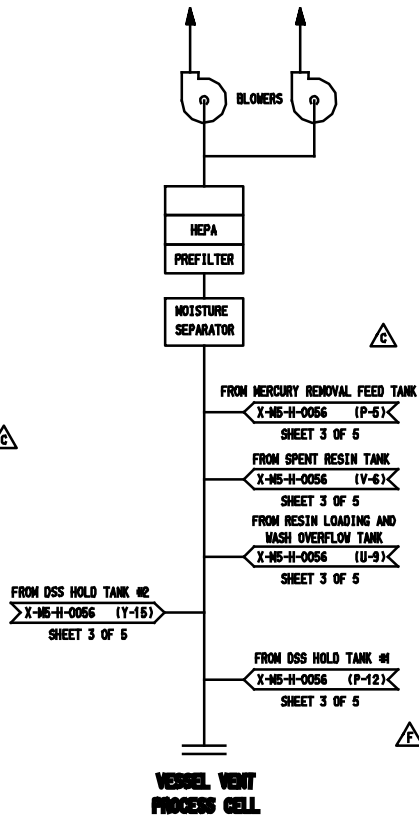 BLOWERS
HEPA
PREFILTER
MOISTURE
SEPARATOR
C
FROM MERCURY REMOVAL FEED TANK
X-M5-H-0056 (P-5)
SHEET 3 OF 5
C
FROM SPENT RESIN TANK
X-M5-H-0056 (V-6)
SHEET 3 OF 5
FROM RESIN LOADING AND
WASH OVERFLOW TANK
X-M5-H-0056 (U-9)
SHEET 3 OF 5
FROM DSS HOLD TANK #2
X-M5-H-0056 (Y-15)
SHEET 3 OF 5
FROM DSS HOLD TANK #1
X-M5-H-0056 (P-12)
SHEET 3 OF 5
F
VESSEL VENT
PROCESS CELL